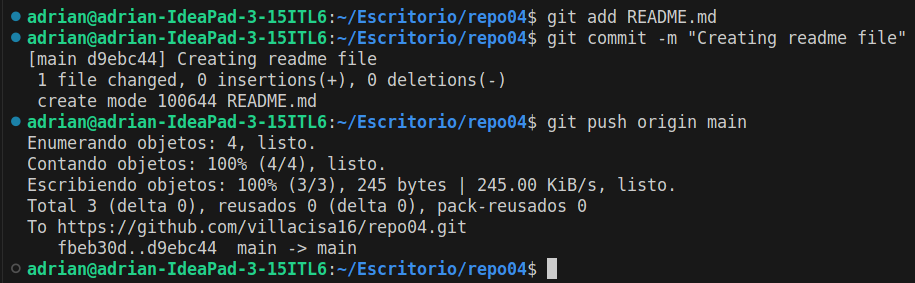 adrian@adrian-IdeaPad-3-15ITL6:~/Escritorio/repo04$ git add README.md
adrian@adrian-IdeaPad-3-15ITL6:~/Escritorio/repo04$ git commit -m "Creating readme file"
[main d9ebc44] Creating readme file
 1 file changed, 0 insertions(+), 0 deletions(-)
 create mode 100644 README.md
adrian@adrian-IdeaPad-3-15ITL6:~/Escritorio/repo04$ git push origin main
Enumerando objetos: 4, listo.
Contando objetos: 100% (4/4), listo.
Escribiendo objetos: 100% (3/3), 245 bytes | 245.00 KiB/s, listo.
Total 3 (delta 0), reusados 0 (delta 0), pack-reusados 0
To https://github.com/villacisa16/repo04.git
   fbeb30d..d9ebc44  main -> main
adrian@adrian-IdeaPad-3-15ITL6:~/Escritorio/repo04$